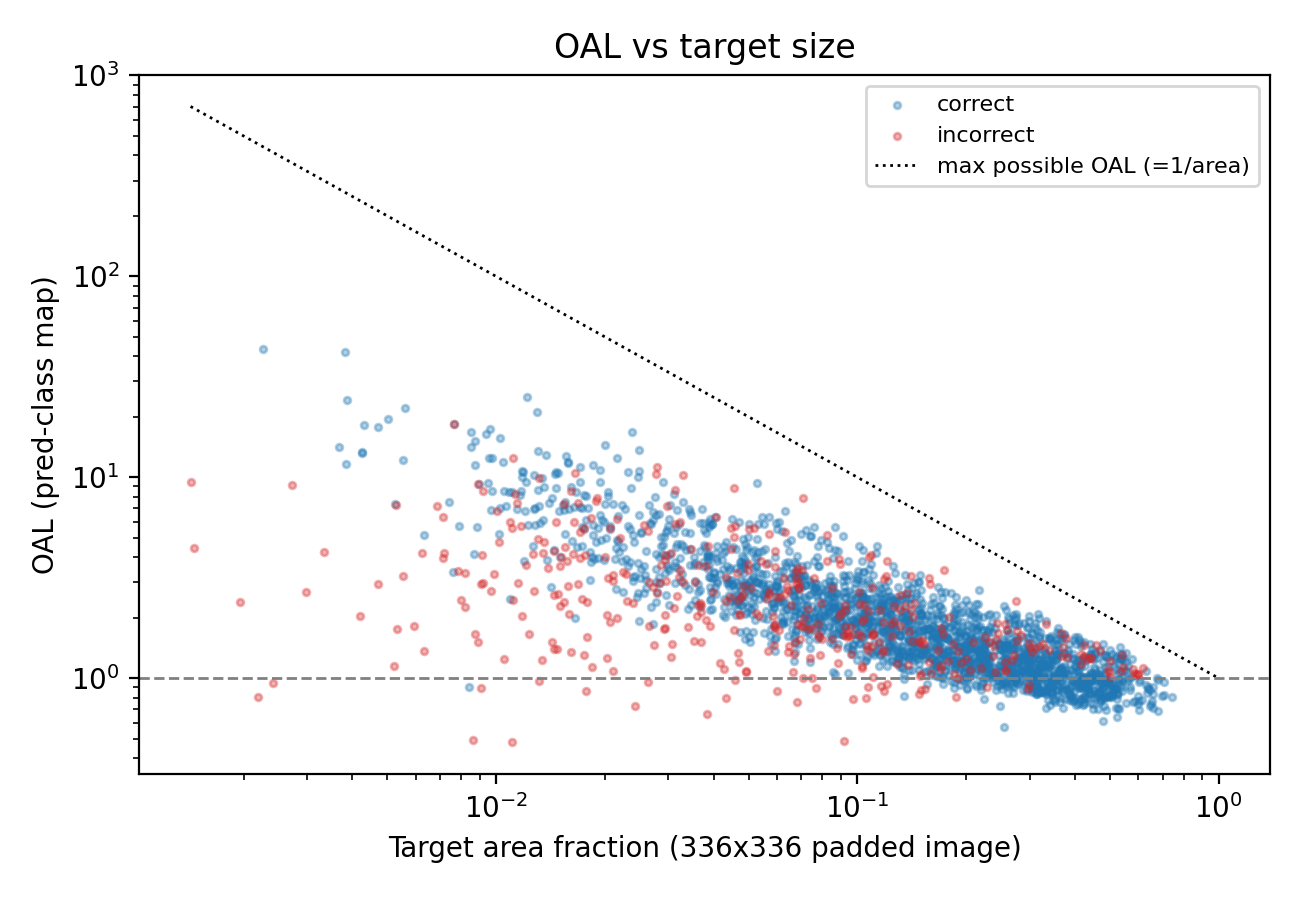 OAL vs target size
10³
10²
10¹
10⁰
OAL (pred-class map)
correct
incorrect
max possible OAL (=1/area)
10⁻²
10⁻¹
10⁰
Target area fraction (336x336 padded image)